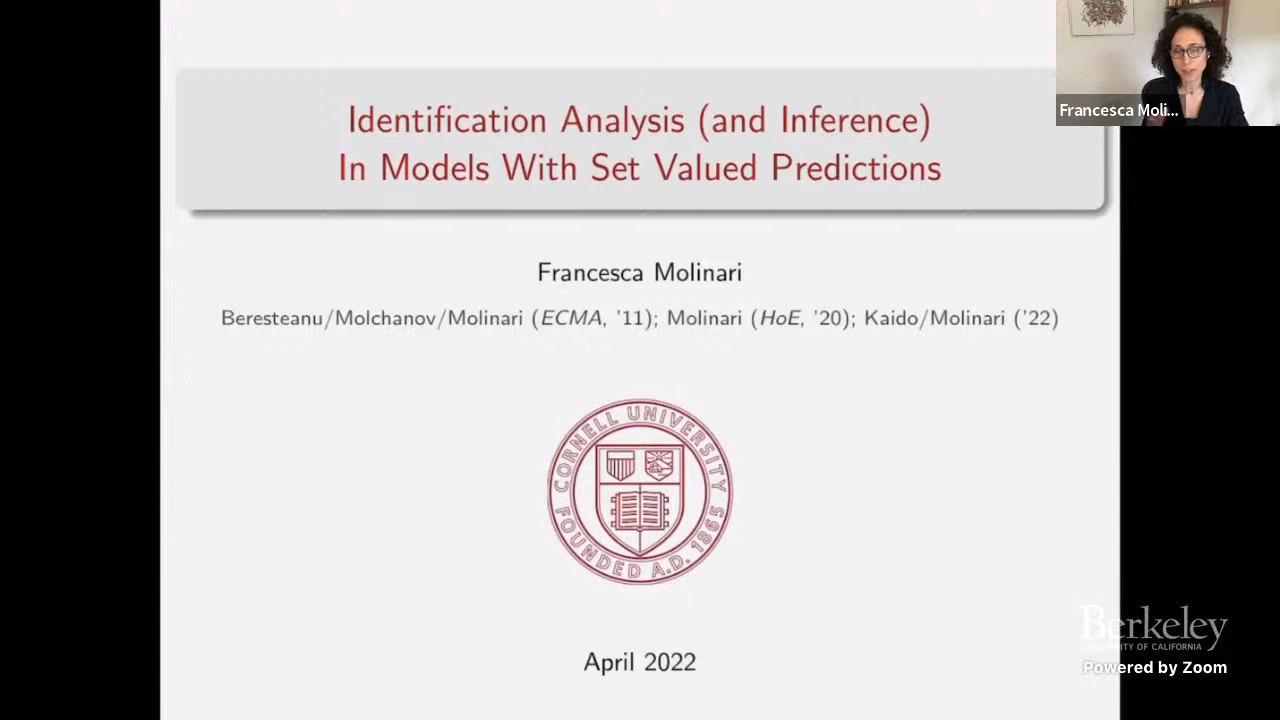 Identification Analysis (and Inference)
In Models With Set Valued Predictions
Francesca Moli...
Francesca Molinari
Beresteanu/Molchanov/Molinari (ECMA, '11); Molinari (HoE, '20); Kaido/Molinari ('22)
CORNELL UNIVERSITY
FOUNDED A.D. 1865
April 2022
Berkeley
UNIVERSITY OF CALIFORNIA
Powered by Zoom